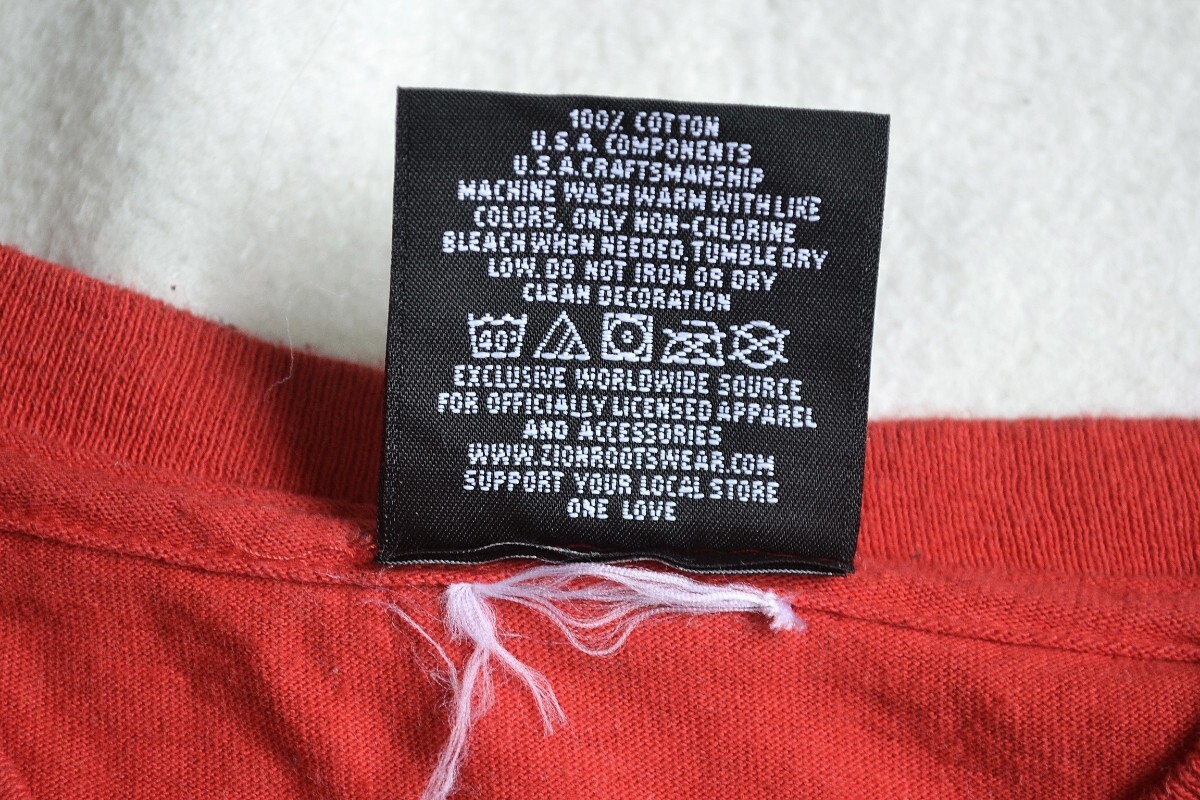 100% COTTON
U.S.A. COMPONENTS
U.S.A. CRAFTSMANSHIP
MACHINE WASH WARM WITH LIKE
COLORS, ONLY NON-CHLORINE
BLEACH WHEN NEEDED. TUMBLE DRY
LOW. DO NOT IRON OR DRY
CLEAN DECORATION
40°
EXCLUSIVE WORLDWIDE SOURCE
FOR OFFICIALLY LICENSED APPAREL
AND ACCESSORIES
WWW.ZIONROOTSWEAR.COM
SUPPORT YOUR LOCAL STORE
ONE LOVE